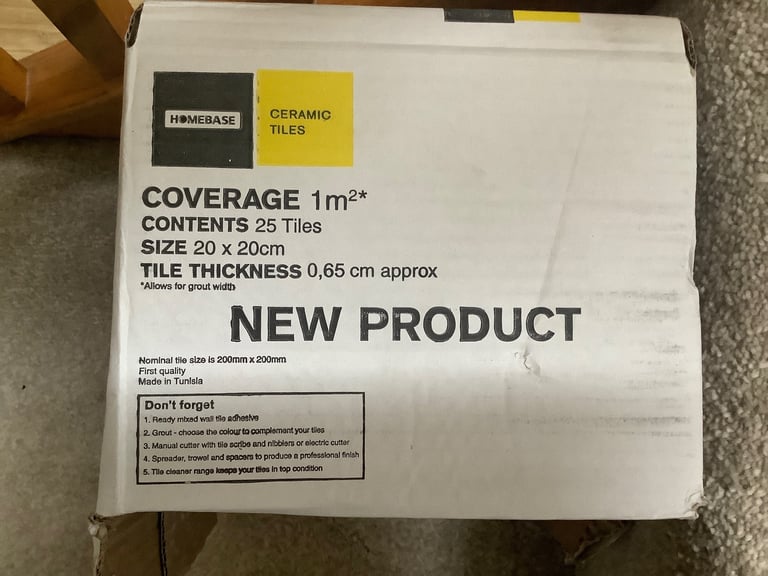 HOMEBASE
CERAMIC
TILES
COVERAGE 1m²*
CONTENTS 25 Tiles
SIZE 20 x 20cm
TILE THICKNESS 0,65 cm approx
*Allows for grout width
NEW PRODUCT
Nominal tile size is 200mm x 200mm
First quality
Made in Tunisia
Don't forget
1. Ready mixed wall tile adhesive
2. Grout - choose the colour to complement your tiles
3. Manual cutter with tile scribe and nibblers or electric cutter
4. Spreader, trowel and spacers to produce a professional finish
5. Tile cleaner range keeps your tiles in top condition